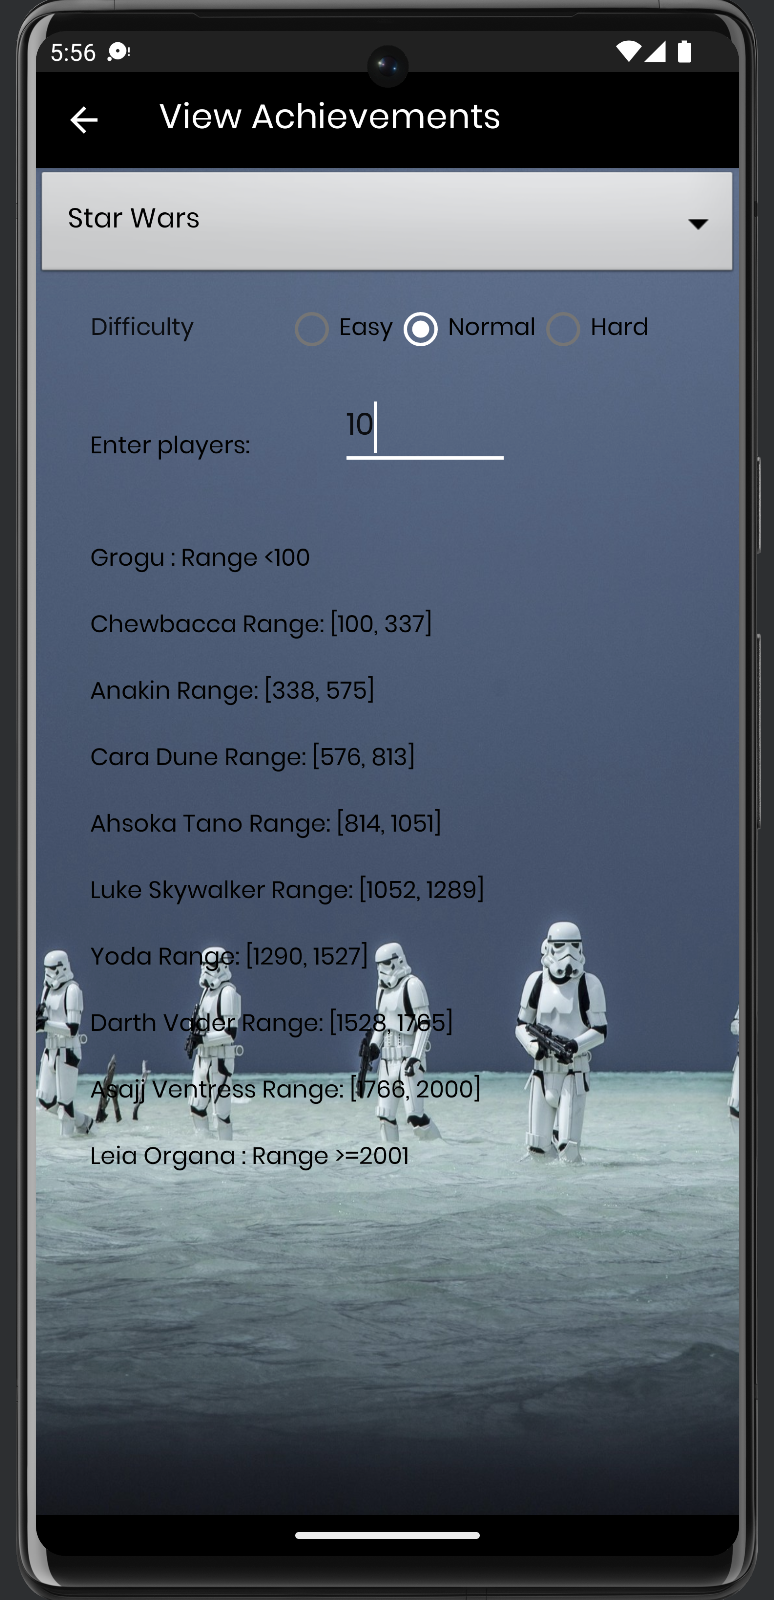 5:56
View Achievements
Star Wars
Difficulty Easy Normal Hard
Enter players: 10
Grogu : Range <100
Chewbacca Range: [100, 337]
Anakin Range: [338, 575]
Cara Dune Range: [576, 813]
Ahsoka Tano Range: [814, 1051]
Luke Skywalker Range: [1052, 1289]
Yoda Range: [1290, 1527]
Darth Vader Range: [1528, 1765]
Asajj Ventress Range: [1766, 2000]
Leia Organa : Range >=2001